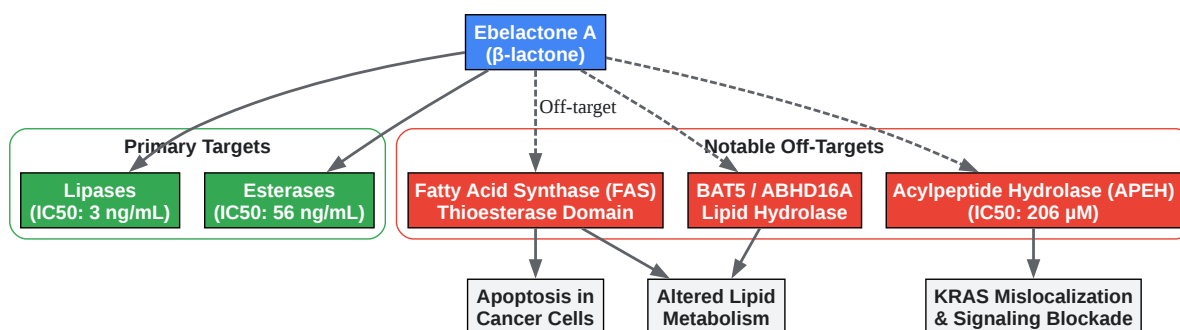 Ebelactone A
(β-lactone)
Off-target
Primary Targets
Notable Off-Targets
Lipases
(IC50: 3 ng/mL)
Esterases
(IC50: 56 ng/mL)
Fatty Acid Synthase (FAS)
Thioesterase Domain
BAT5 / ABHD16A
Lipid Hydrolase
Acylpeptide Hydrolase (APEH)
(IC50: 206 µM)
Apoptosis in
Cancer Cells
Altered Lipid
Metabolism
KRAS Mislocalization
& Signaling Blockade